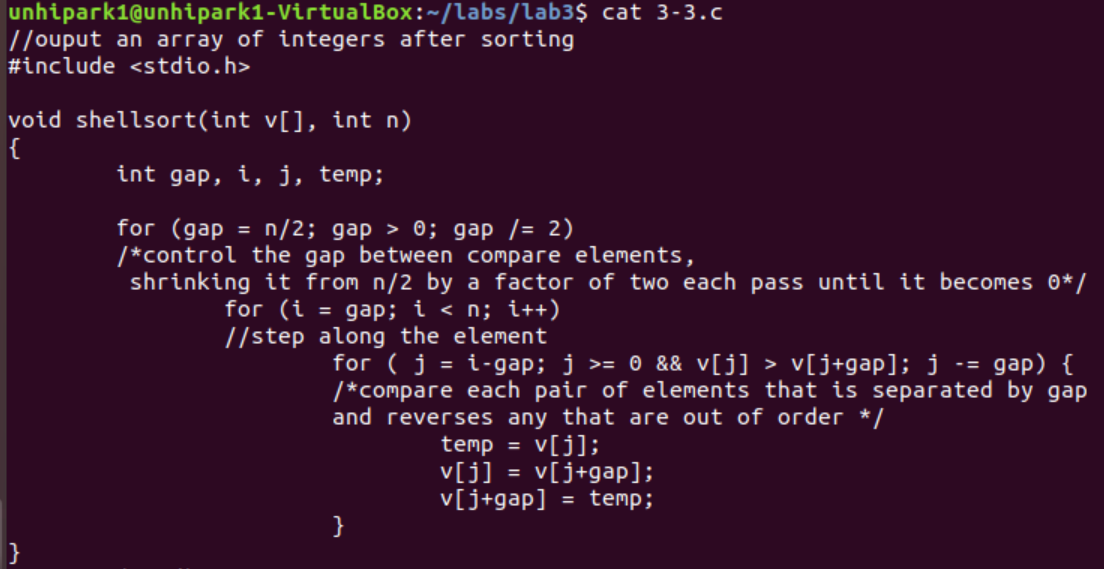 unhipark1@unhipark1-VirtualBox:~/labs/lab3$ cat 3-3.c
//ouput an array of integers after sorting
#include <stdio.h>

void shellsort(int v[], int n)
{
        int gap, i, j, temp;

        for (gap = n/2; gap > 0; gap /= 2)
        /*control the gap between compare elements,
         shrinking it from n/2 by a factor of two each pass until it becomes 0*/
                for (i = gap; i < n; i++)
                //step along the element
                        for ( j = i-gap; j >= 0 && v[j] > v[j+gap]; j -= gap) {
                        /*compare each pair of elements that is separated by gap
                        and reverses any that are out of order */
                                temp = v[j];
                                v[j] = v[j+gap];
                                v[j+gap] = temp;
                        }
}